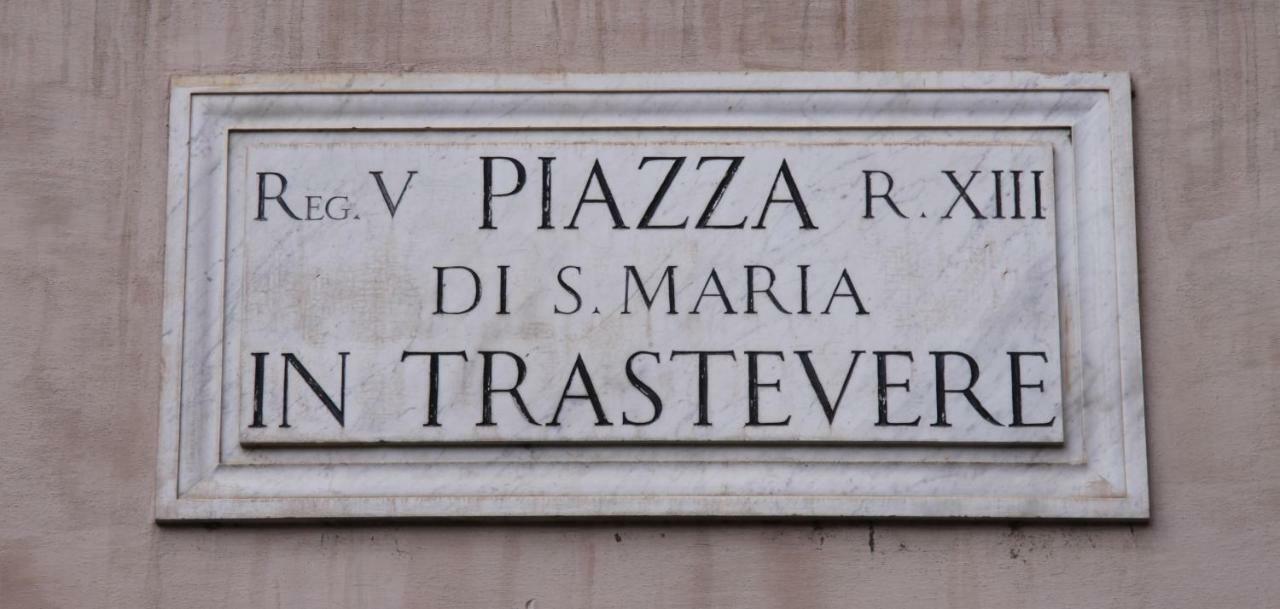 REG. V PIAZZA R. XIII
DI S. MARIA
IN TRASTEVERE